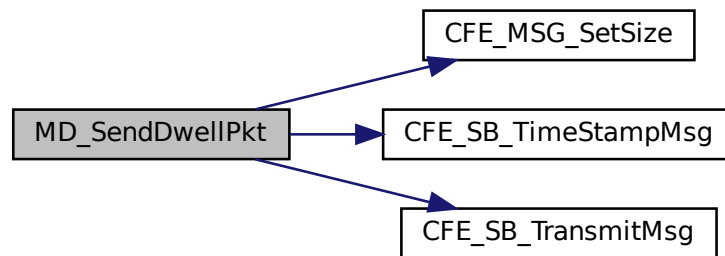 CFE_MSG_SetSize
MD_SendDwellPkt
CFE_SB_TimeStampMsg
CFE_SB_TransmitMsg